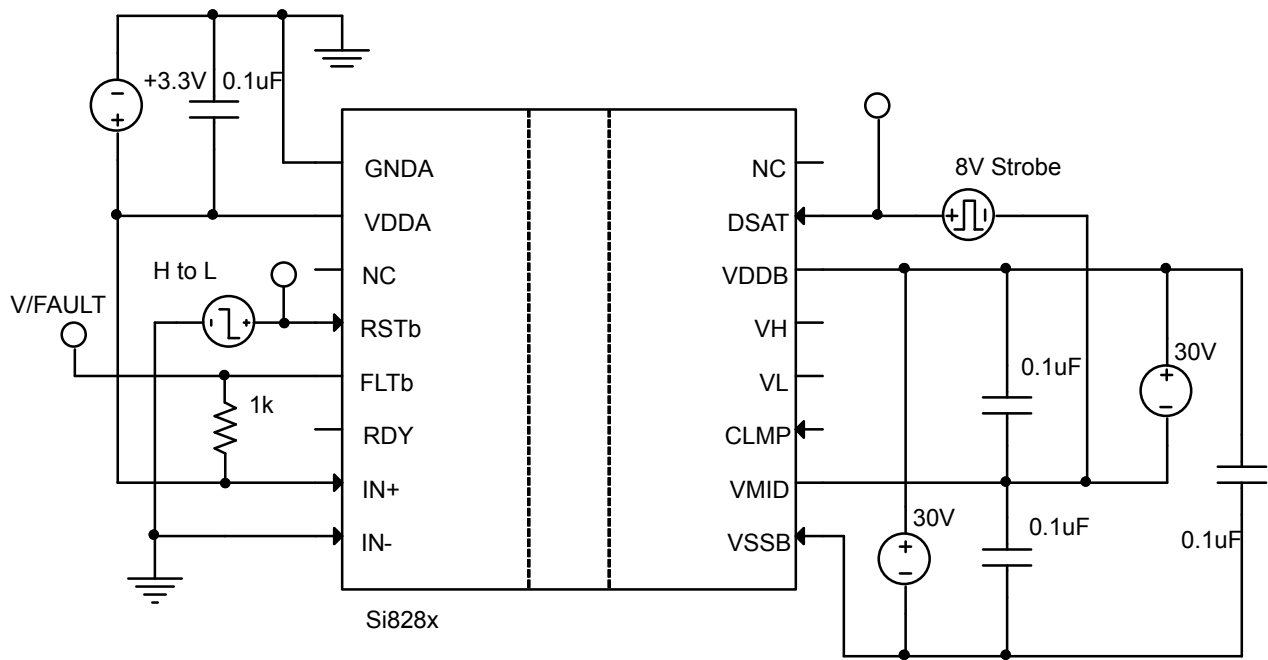 +3.3V
0.1uF
GNDA
VDDA
NC
RSTb
FLTb
RDY
IN+
IN-
H to L
V/FAULT
1k
NC
DSAT
VDDB
VH
VL
CLMP
VMID
VSSB
8V Strobe
0.1uF
30V
30V
0.1uF
0.1uF
Si828x